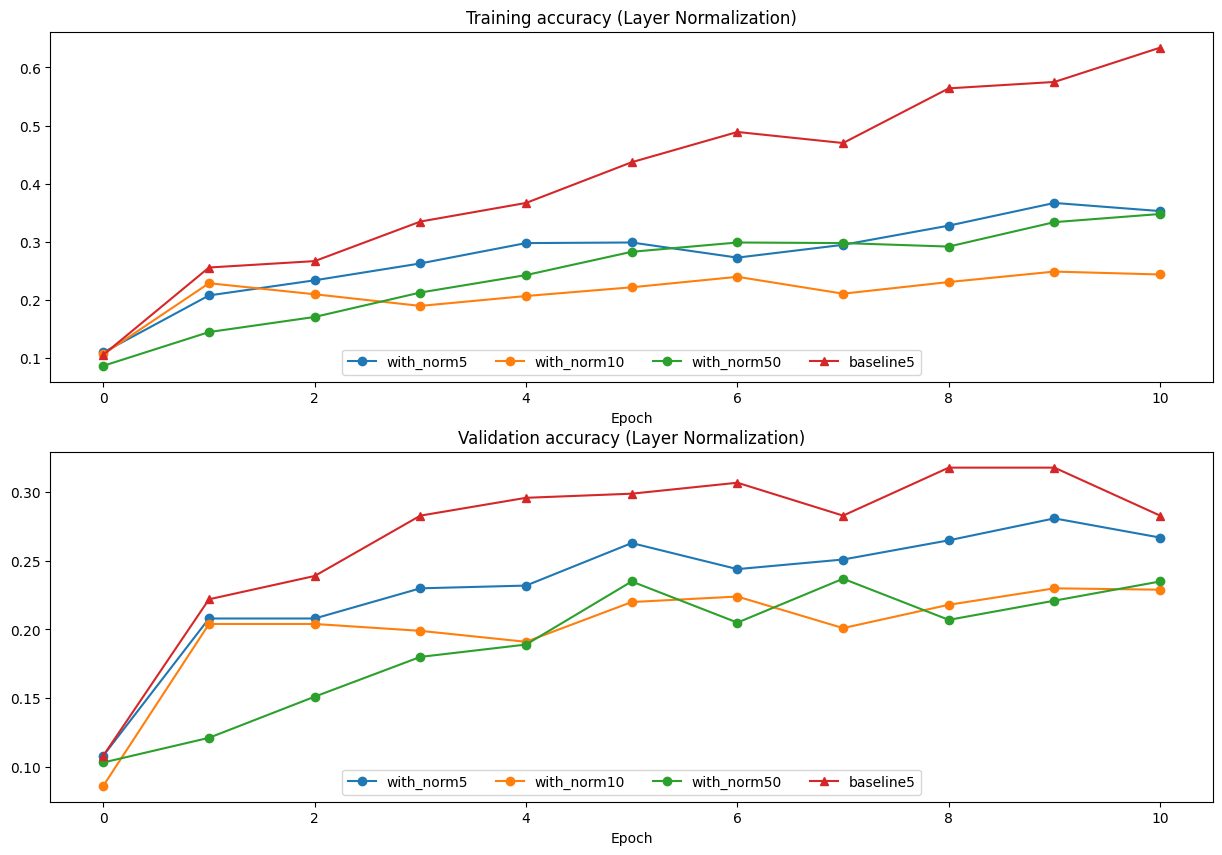 Training accuracy (Layer Normalization)
0.6
0.5
0.4
0.3
0.2
0.1
with_norm5 with_norm10 with_norm50 baseline5
0 2 4 6 8 10
Epoch
Validation accuracy (Layer Normalization)
0.30
0.25
0.20
0.15
0.10
with_norm5 with_norm10 with_norm50 baseline5
0 2 4 6 8 10
Epoch